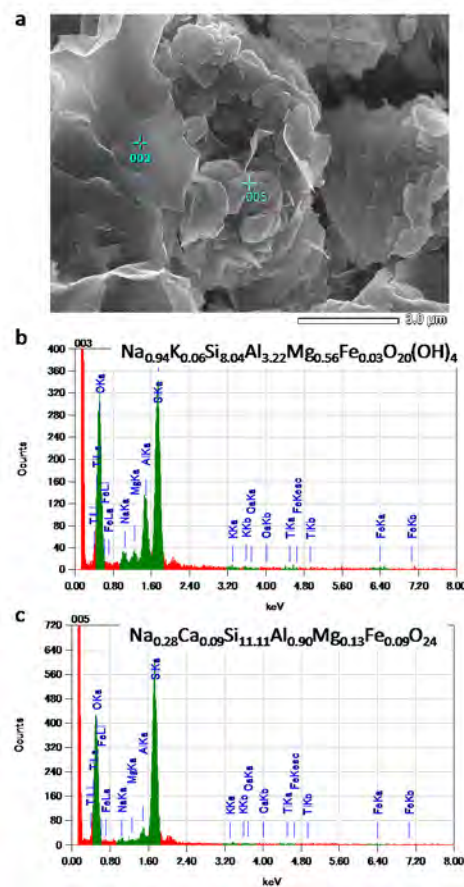 a
003
005
3.0 μm
b
003
Na0.94K0.06Si8.04Al3.22Mg0.56Fe0.03O20(OH)4
400
360
320
280
240
200
160
120
80
40
0
Counts
TiLl
TiLa
OKa
FeLl
FeLa
NaKa
MgKa
AlKa
SiKa
KKa
KKb
CaKa
CaKb
TiKa
FeKesc
TiKb
FeKa
FeKb
0.00 0.80 1.60 2.40 3.20 4.00 4.80 5.60 6.40 7.20 8.00
keV
c
005
Na0.28Ca0.09Si11.11Al0.90Mg0.13Fe0.09O24
720
640
560
480
400
320
240
160
80
0
Counts
TiLl
TiLa
OKa
FeLl
FeLa
NaKa
MgKa
AlKa
SiKa
KKa
KKb
CaKa
CaKb
TiKa
FeKesc
TiKb
FeKa
FeKb
0.00 0.80 1.60 2.40 3.20 4.00 4.80 5.60 6.40 7.20 8.00
keV